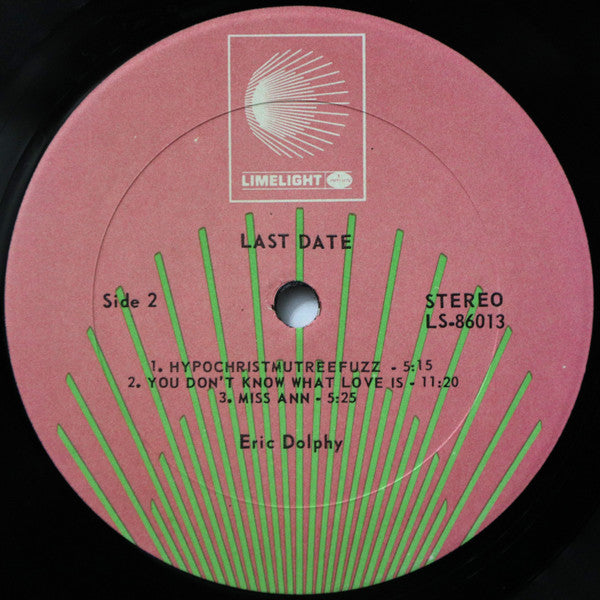 LIMELIGHT
LAST DATE
Side 2
STEREO
LS-86013
1. HYPOCHRISTMUTREEFUZZ - 5:15
2. YOU DON'T KNOW WHAT LOVE IS - 11:20
3. MISS ANN - 5:25
Eric Dolphy